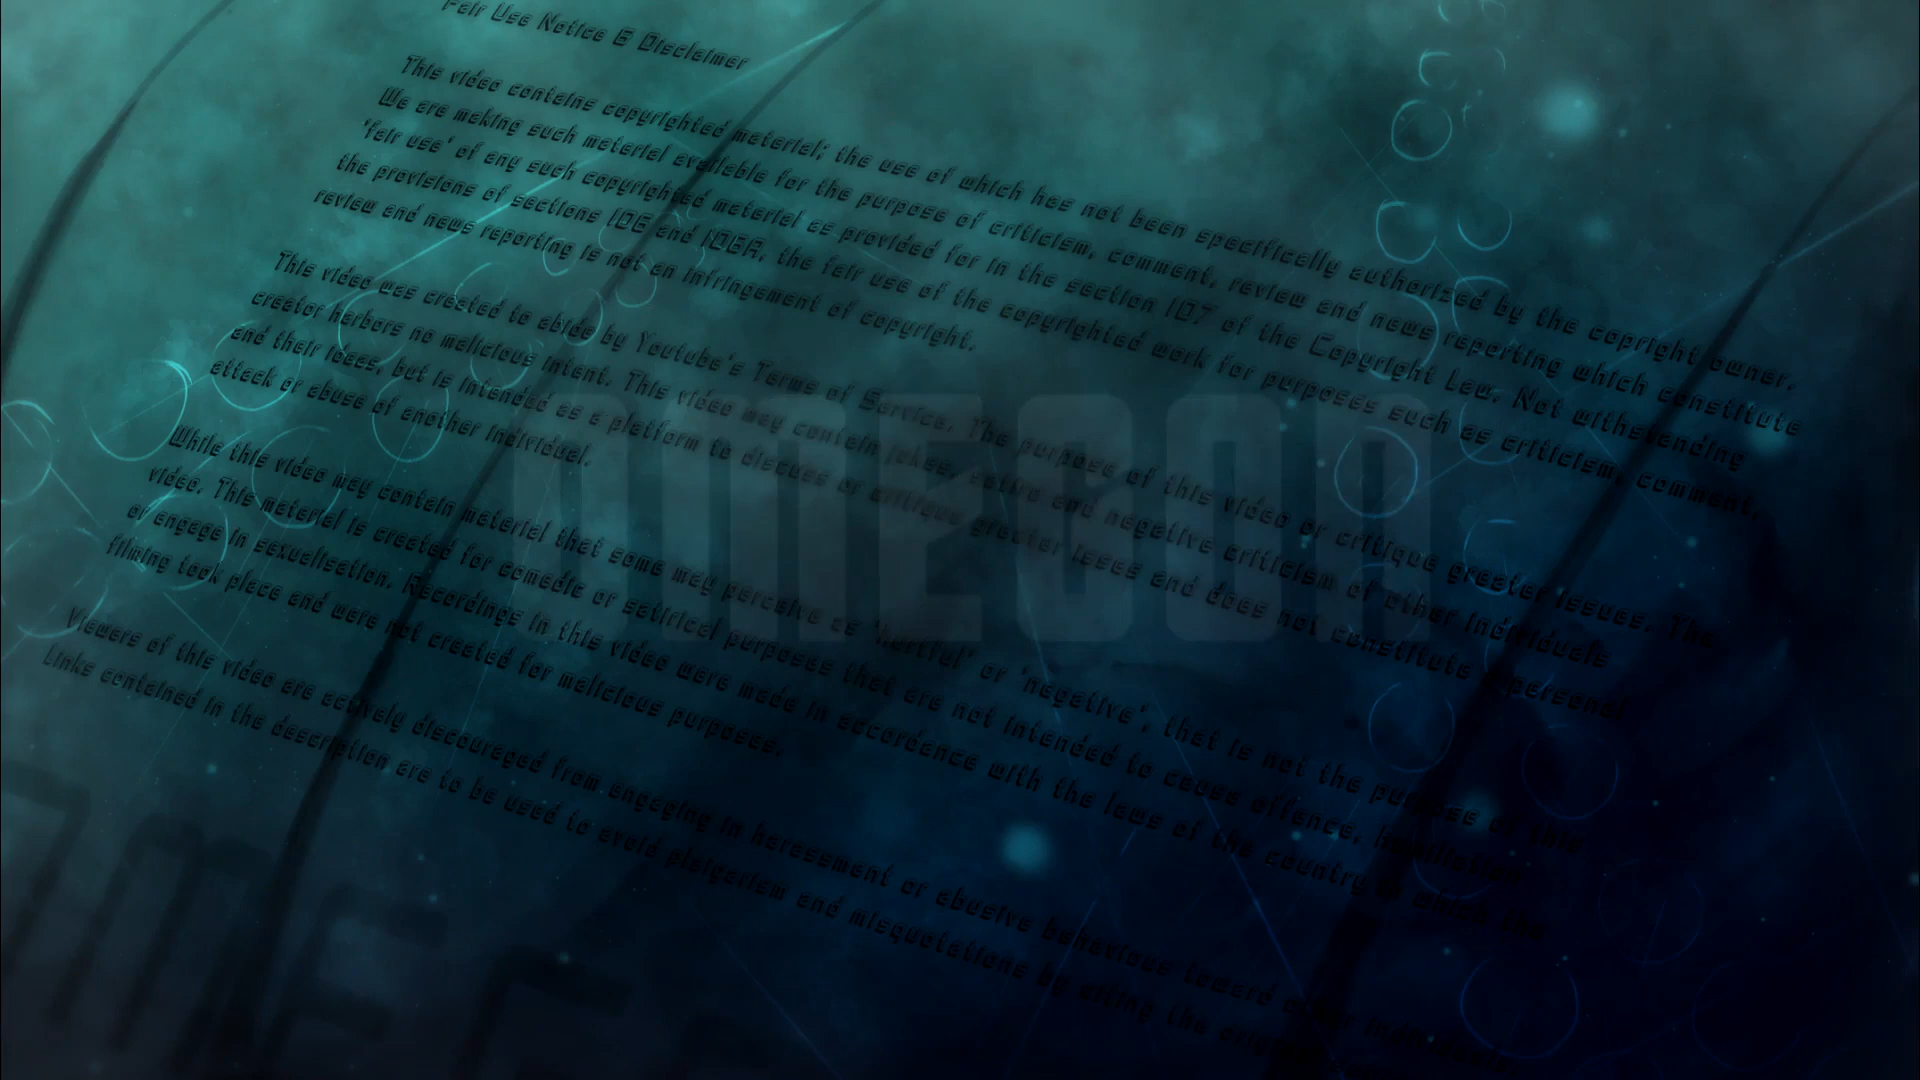 Fair Use Notice & Disclaimer
This video contains copyrighted material; the use of which has not been specifically authorized by the copright owner.
We are making such material available for the purpose of criticism, comment, review and news reporting which constitute
'fair use' of any such copyrighted material as provided for in the section 107 of the Copyright Law. Not withstanding
the provisions of sections 106 and 106A, the fair use of the copyrighted work for purposes such as criticism, comment,
review and news reporting is not an infringement of copyright.
This video was created to abide by Youtube's Terms of Service. The purpose of this video or critique greater issues. The
creator harbors no malicious intent. This video may contain jokes, satire and negative criticism of other individuals
and their ideas, but is intended as a platform to discuss or critique greater isses and does not constitute a personal
attack or abuse of another individual.
While this video may contain material that some may perceive as 'hurtful' or 'negative', that is not the purpose of this
video. This material is created for comedic or satirical purposes that are not intended to cause offence, humiliation
or engage in sexualisation. Recordings in this video were made in accordance with the laws of the country in which the
filming took place and were not created for malicious purposes.
Viewers of this video are actively discouraged from engaging in harassment or abusive behaviour toward other individuals.
Links contained in the description are to be used to avoid plaigarism and misquotations by citing the
OMEGON